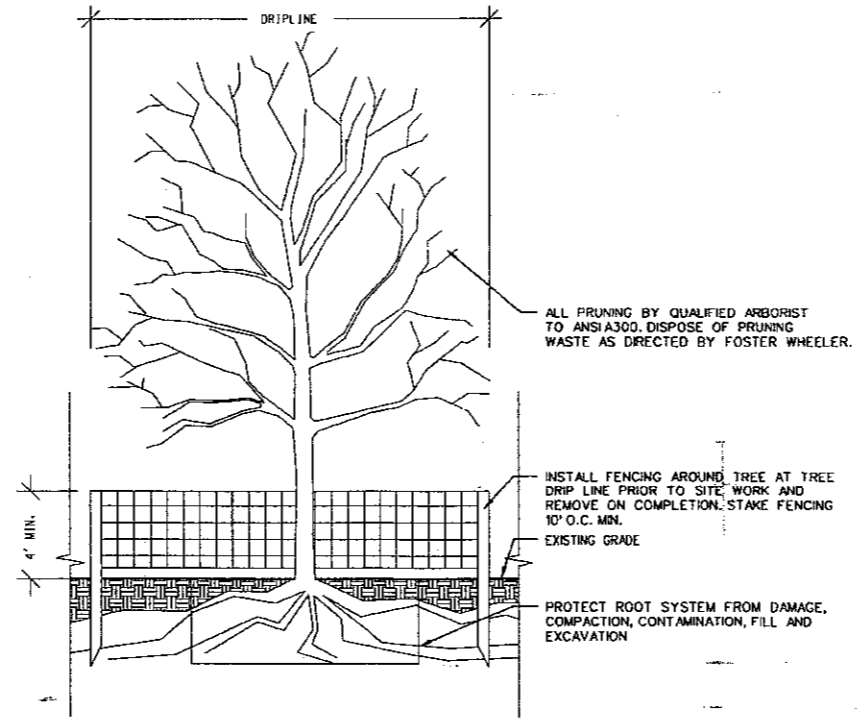 DRIPLINE
ALL PRUNING BY QUALIFIED ARBORIST
TO ANSI A300. DISPOSE OF PRUNING
WASTE AS DIRECTED BY FOSTER WHEELER.
INSTALL FENCING AROUND TREE AT TREE
DRIP LINE PRIOR TO SITE WORK AND
REMOVE ON COMPLETION. STAKE FENCING
10' O.C. MIN.
4' MIN.
EXISTING GRADE
PROTECT ROOT SYSTEM FROM DAMAGE,
COMPACTION, CONTAMINATION, FILL AND
EXCAVATION